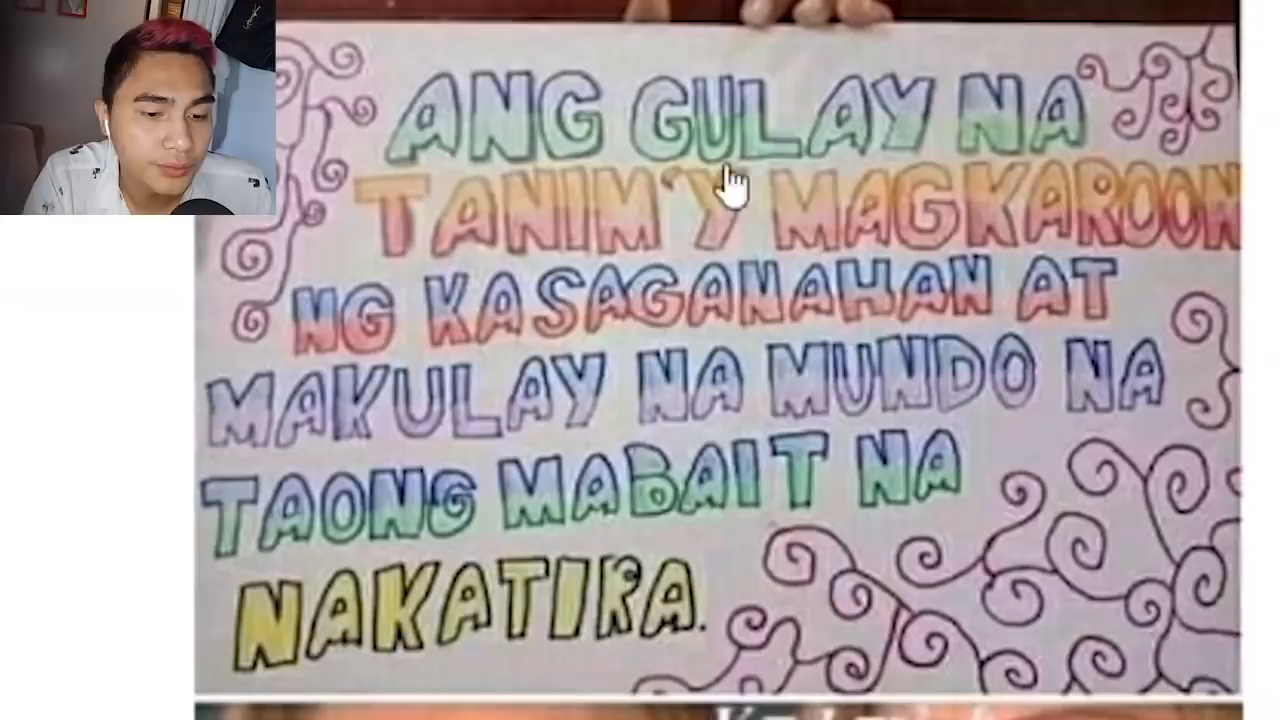 ANG GULAY NA
TANIM'Y MAGKAROON
NG KASAGANAHAN AT
MAKULAY NA MUNDO NA
TAONG MABAIT NA
NAKATIRA.